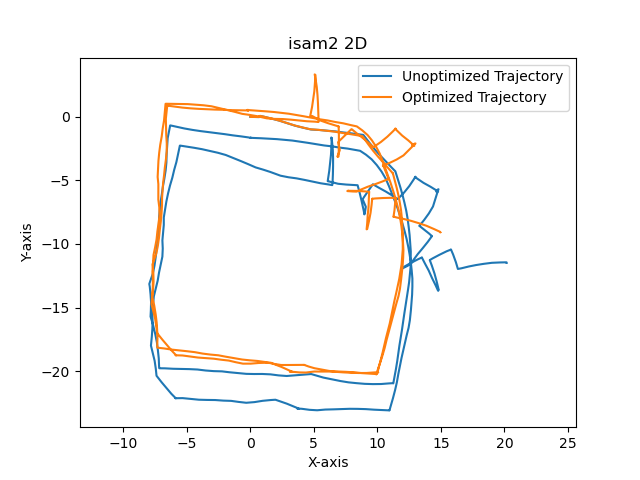 isam2 2D
Unoptimized Trajectory
Optimized Trajectory
0
−5
−10
−15
−20
Y-axis
−10
−5
0
5
10
15
20
25
X-axis